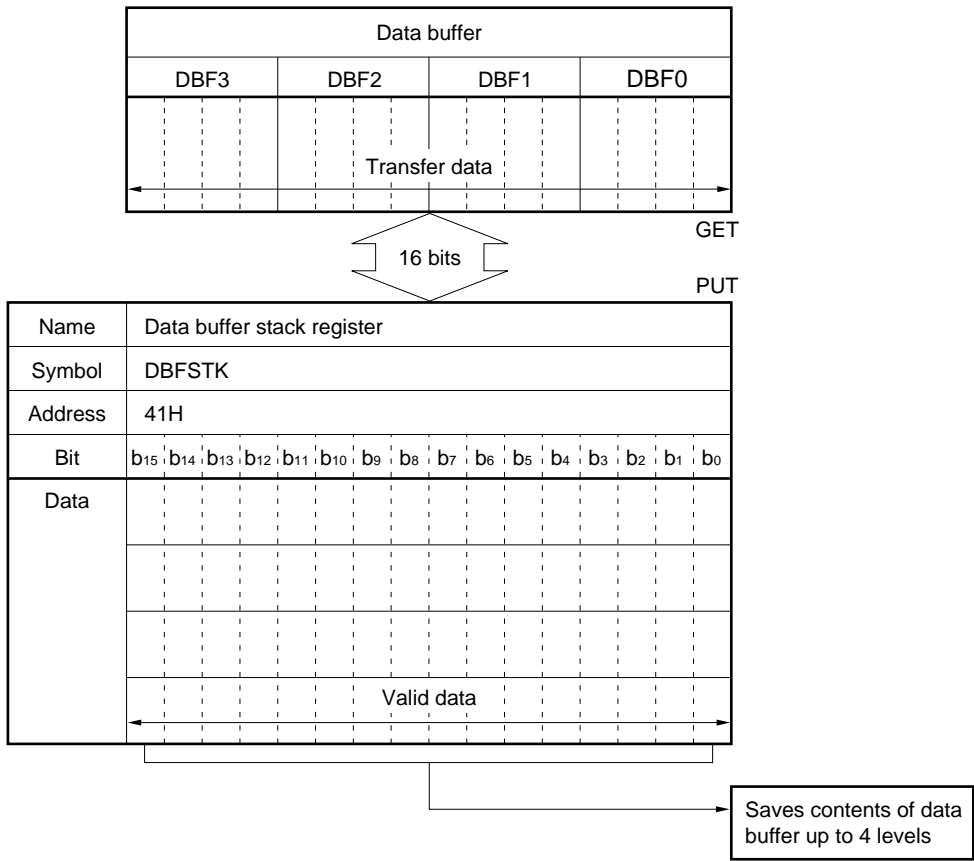 Data buffer
DBF3 DBF2 DBF1 DBF0
Transfer data
GET
16 bits
PUT
Name Data buffer stack register
Symbol DBFSTK
Address 41H
Bit b15 b14 b13 b12 b11 b10 b9 b8 b7 b6 b5 b4 b3 b2 b1 b0
Data
Valid data
Saves contents of data
buffer up to 4 levels